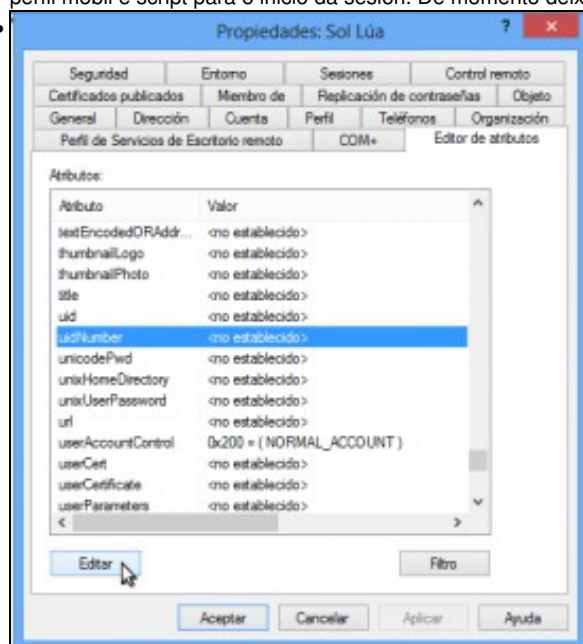 perfil móbil e script para o inicio da sesión. De momento deix
Propiedades: Sol Lúa
?
Seguridad Entorno Sesiones Control remoto
Certificados publicados Miembro de Replicación de contraseñas Objeto
General Dirección Cuenta Perfil Teléfonos Organización
Perfil de Servicios de Escritorio remoto COM+ Editor de atributos
Atributos:
Atributo Valor
textEncodedORAddr... <no establecido>
thumbnailLogo <no establecido>
thumbnailPhoto <no establecido>
title <no establecido>
uid <no establecido>
uidNumber <no establecido>
unicodePwd <no establecido>
unixHomeDirectory <no establecido>
unixUserPassword <no establecido>
url <no establecido>
userAccountControl 0x200 = ( NORMAL_ACCOUNT )
userCert <no establecido>
userCertificate <no establecido>
userParameters <no establecido>
Editar Filtro
Aceptar Cancelar Aplicar Ayuda